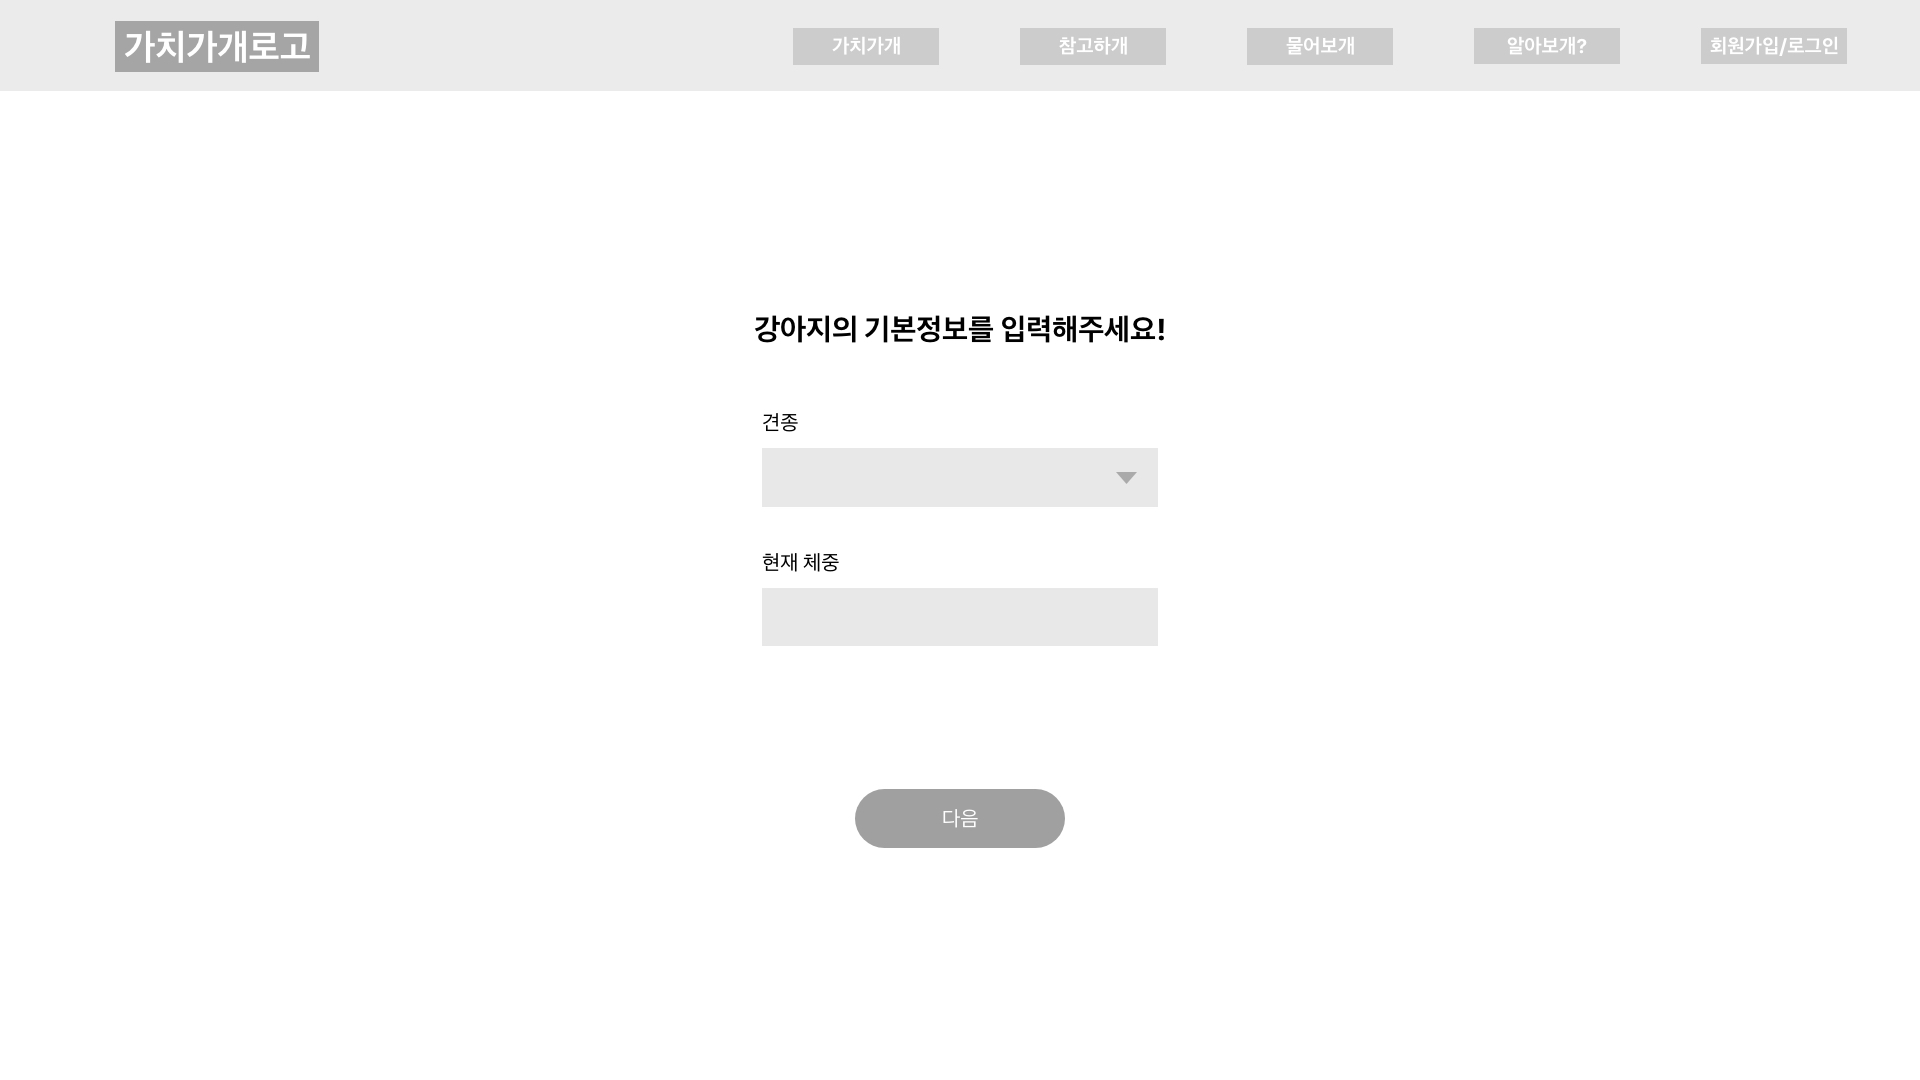 가치가개로고
가치가개
참고하개
물어보개
알아보개?
회원가입/로그인
강아지의 기본정보를 입력해주세요!
견종
현재 체중
다음